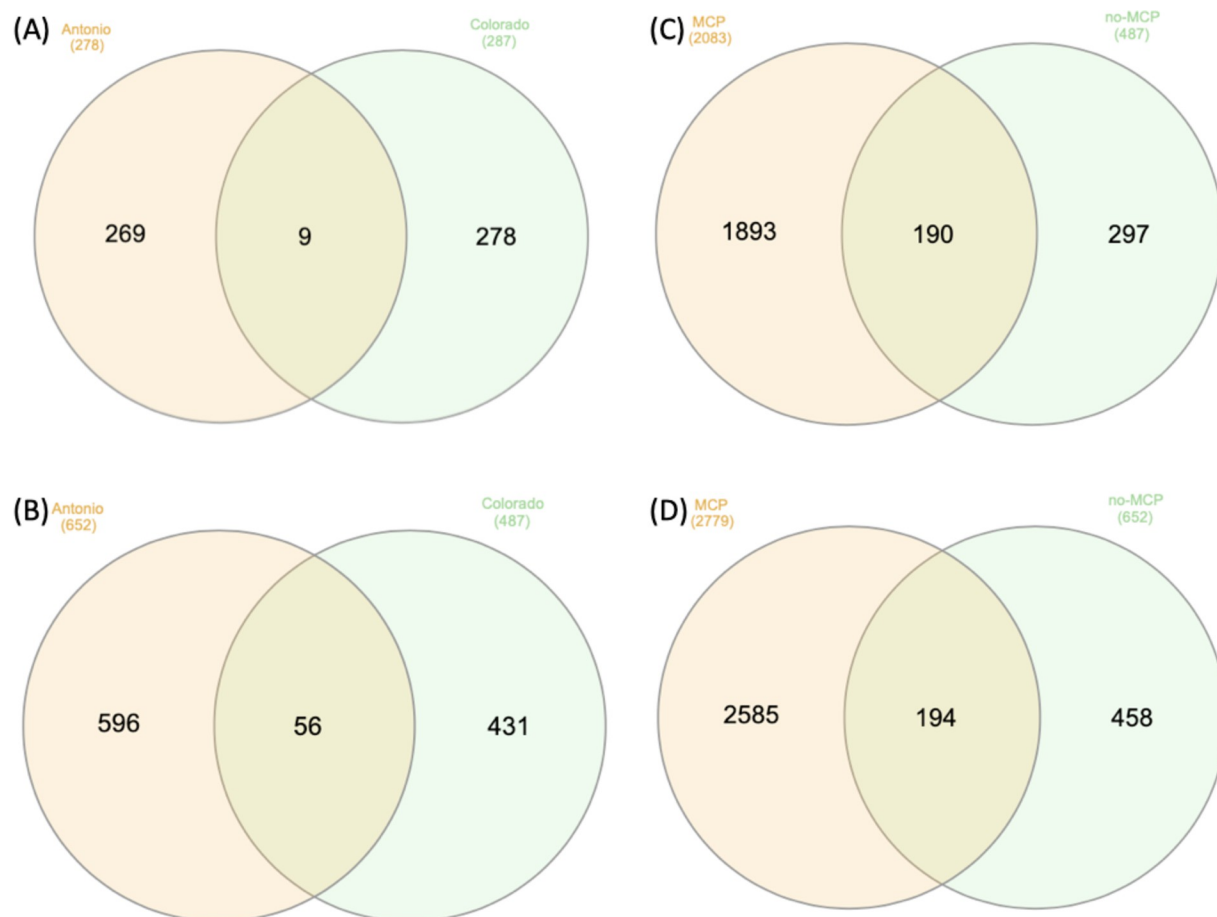 (A)
Antonio
(278)
Colorado
(287)
269
9
278
(C)
MCP
(2083)
no-MCP
(487)
1893
190
297
(B)
Antonio
(652)
Colorado
(487)
596
56
431
(D)
MCP
(2779)
no-MCP
(652)
2585
194
458